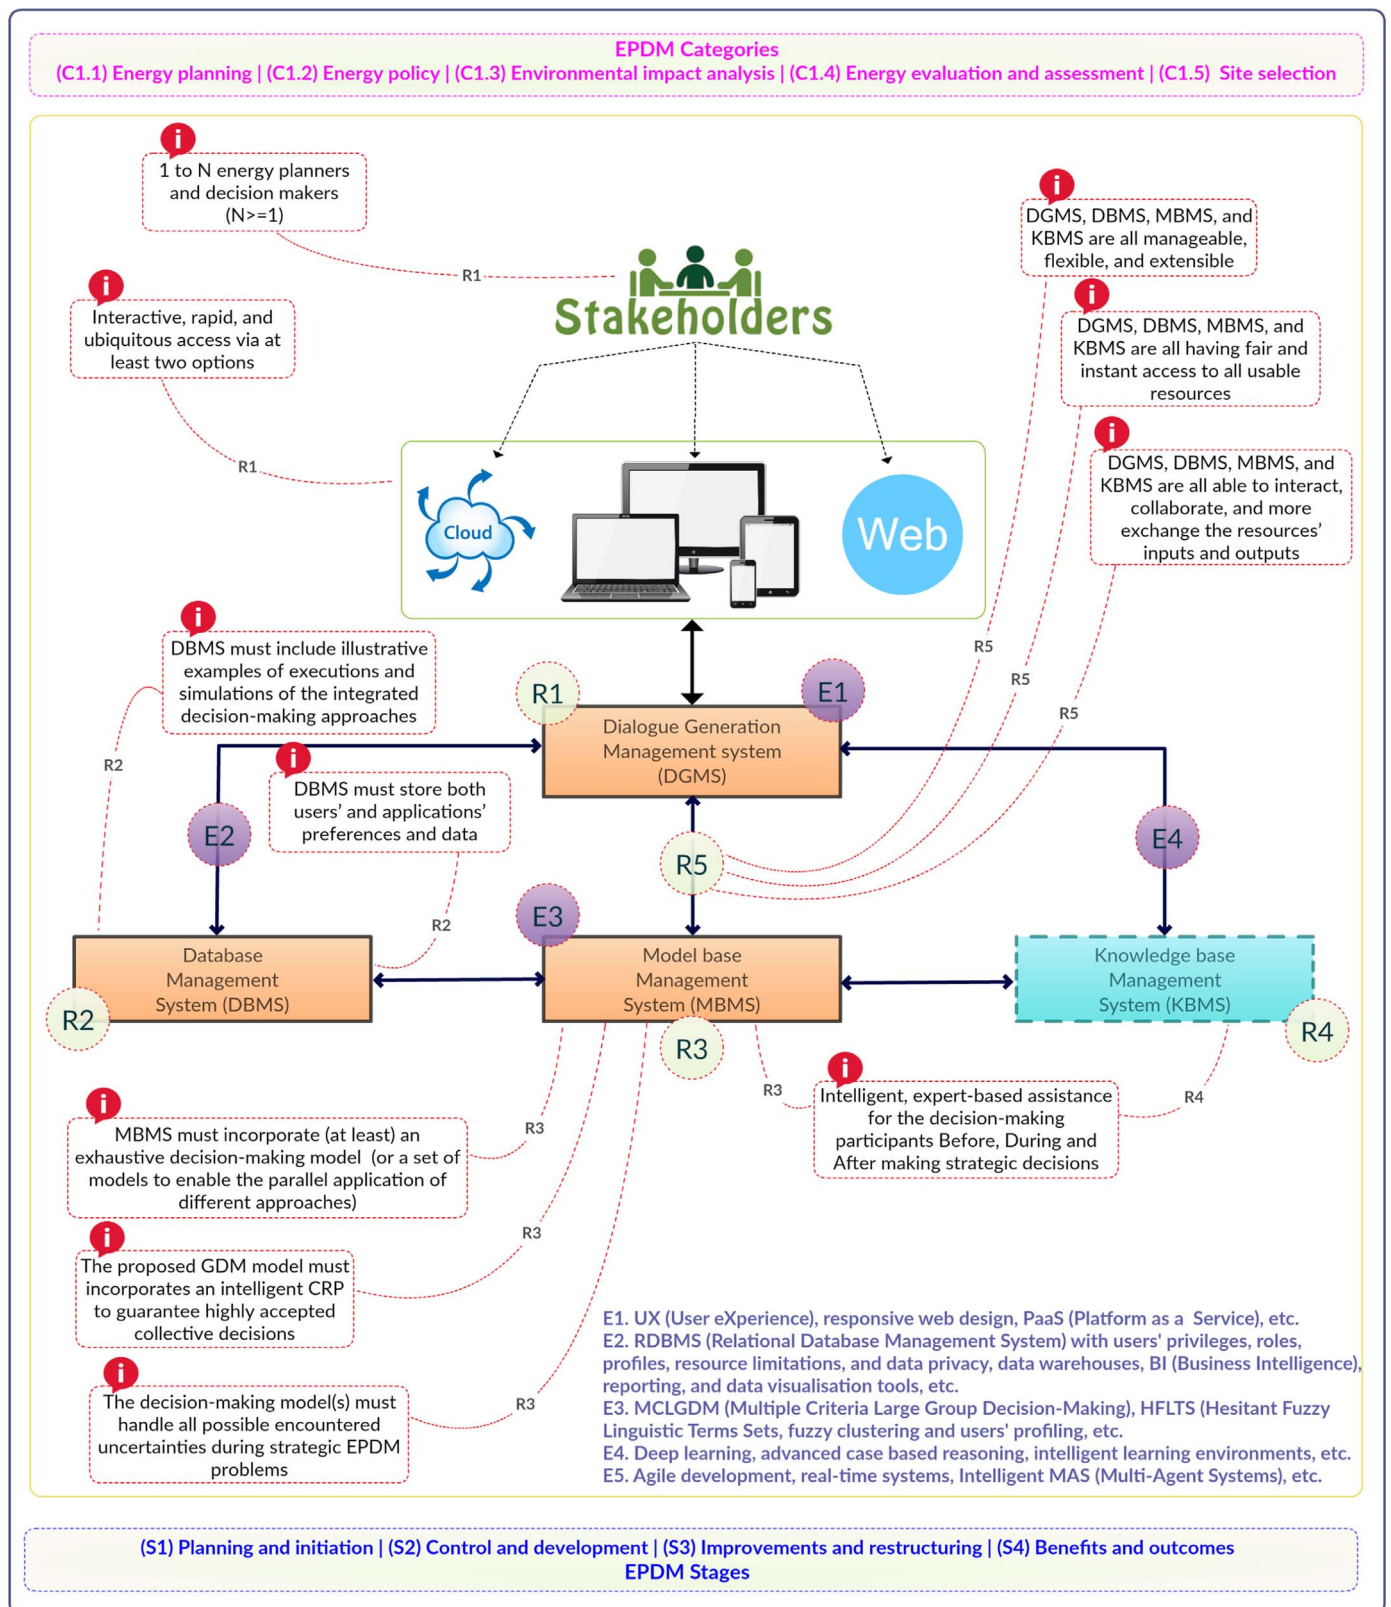 EPDM Categories
(C1.1) Energy planning | (C1.2) Energy policy | (C1.3) Environmental impact analysis | (C1.4) Energy evaluation and assessment | (C1.5)  Site selection
i
1 to N energy planners
and decision makers
(N>=1)
R1
i
Interactive, rapid, and
ubiquitous access via at
least two options
R1
Stakeholders
i
DGMS, DBMS, MBMS, and
KBMS are all manageable,
flexible, and extensible
i
DGMS, DBMS, MBMS, and
KBMS are all having fair and
instant access to all usable
resources
i
DGMS, DBMS, MBMS, and
KBMS are all able to interact,
collaborate, and more
exchange the resources'
inputs and outputs
Cloud
Web
R5
R5
R5
i
DBMS must include illustrative
examples of executions and
simulations of the integrated
decision-making approaches
R2
R1
E1
Dialogue Generation
Management system
(DGMS)
i
DBMS must store both
users' and applications'
preferences and data
R2
E2
R5
E4
E3
Database
Management
System (DBMS)
R2
Model base
Management
System (MBMS)
R3
Knowledge base
Management
System (KBMS)
R4
i
Intelligent, expert-based assistance
for the decision-making
participants Before, During and
After making strategic decisions
R3
R4
i
MBMS must incorporate (at least) an
exhaustive decision-making model  (or a set of
models to enable the parallel application of
different approaches)
R3
i
The proposed GDM model must
incorporates an intelligent CRP
to guarantee highly accepted
collective decisions
R3
i
The decision-making model(s) must
handle all possible encountered
uncertainties during strategic EPDM
problems
R3
E1. UX (User eXperience), responsive web design, PaaS (Platform as a  Service), etc.
E2. RDBMS (Relational Database Management System) with users' privileges, roles,
profiles, resource limitations, and data privacy, data warehouses, BI (Business Intelligence),
reporting, and data visualisation tools, etc.
E3. MCLGDM (Multiple Criteria Large Group Decision-Making), HFLTS (Hesitant Fuzzy
Linguistic Terms Sets, fuzzy clustering and users' profiling, etc.
E4. Deep learning, advanced case based reasoning, intelligent learning environments, etc.
E5. Agile development, real-time systems, Intelligent MAS (Multi-Agent Systems), etc.
(S1) Planning and initiation | (S2) Control and development | (S3) Improvements and restructuring | (S4) Benefits and outcomes
EPDM Stages